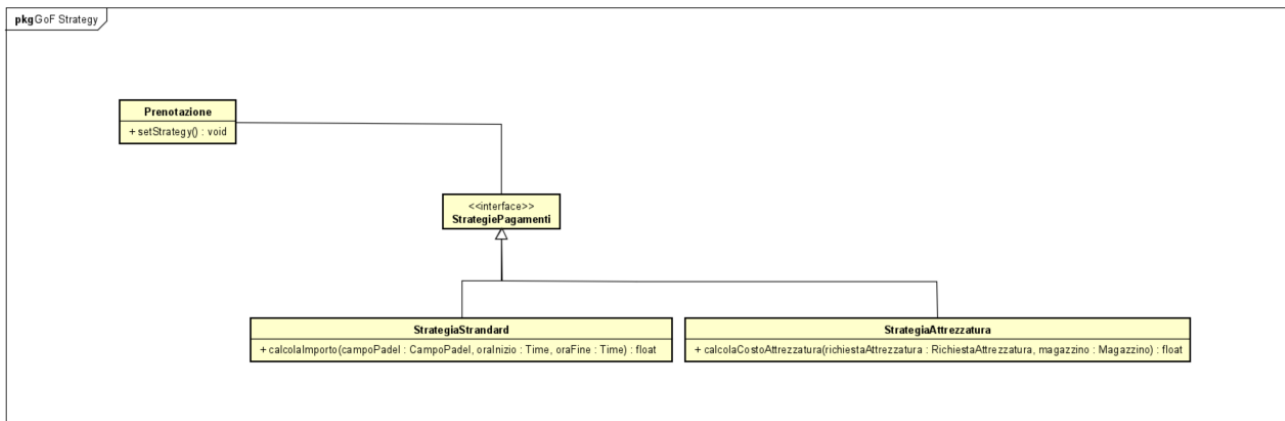 pkg GoF Strategy
Prenotazione
+ setStrategy() : void
<<interface>>
StrategiePagamenti
StrategiaStrandard
+ calcolaImporto(campoPadel : CampoPadel, oraInizio : Time, oraFine : Time) : float
StrategiaAttrezzatura
+ calcolaCostoAttrezzatura(richiestaAttrezzatura : RichiestaAttrezzatura, magazzino : Magazzino) : float